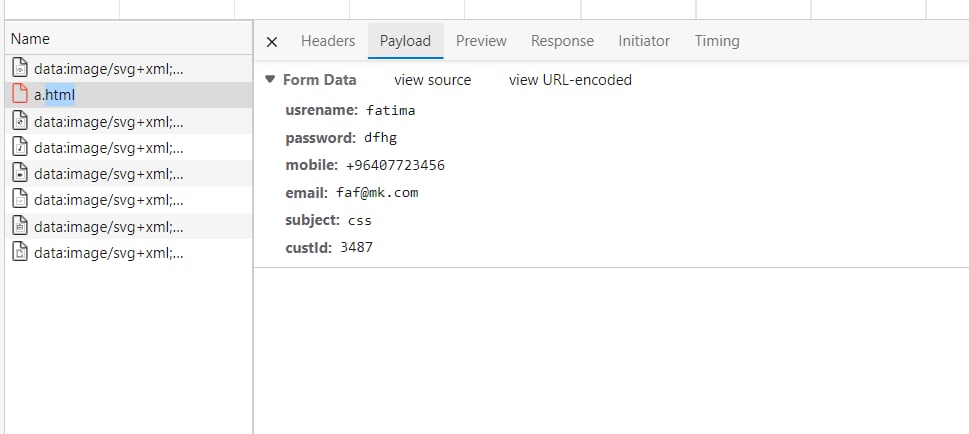 Name
Headers Payload Preview Response Initiator Timing
data:image/svg+xml;...
a.html
data:image/svg+xml;...
data:image/svg+xml;...
data:image/svg+xml;...
data:image/svg+xml;...
data:image/svg+xml;...
data:image/svg+xml;...
Form Data view source view URL-encoded
usrename: fatima
password: dfhg
mobile: +96407723456
email: faf@mk.com
subject: css
custId: 3487